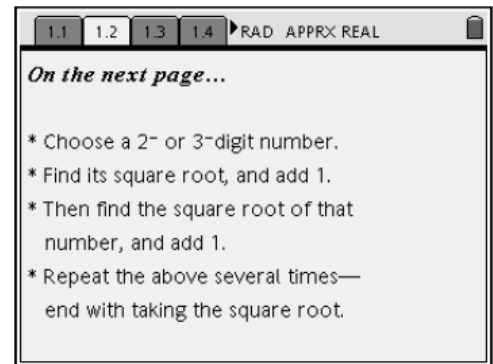 1.1 1.2 1.3 1.4 RAD APPRX REAL
On the next page...
* Choose a 2- or 3-digit number.
* Find its square root, and add 1.
* Then find the square root of that
number, and add 1.
* Repeat the above several times—
end with taking the square root.